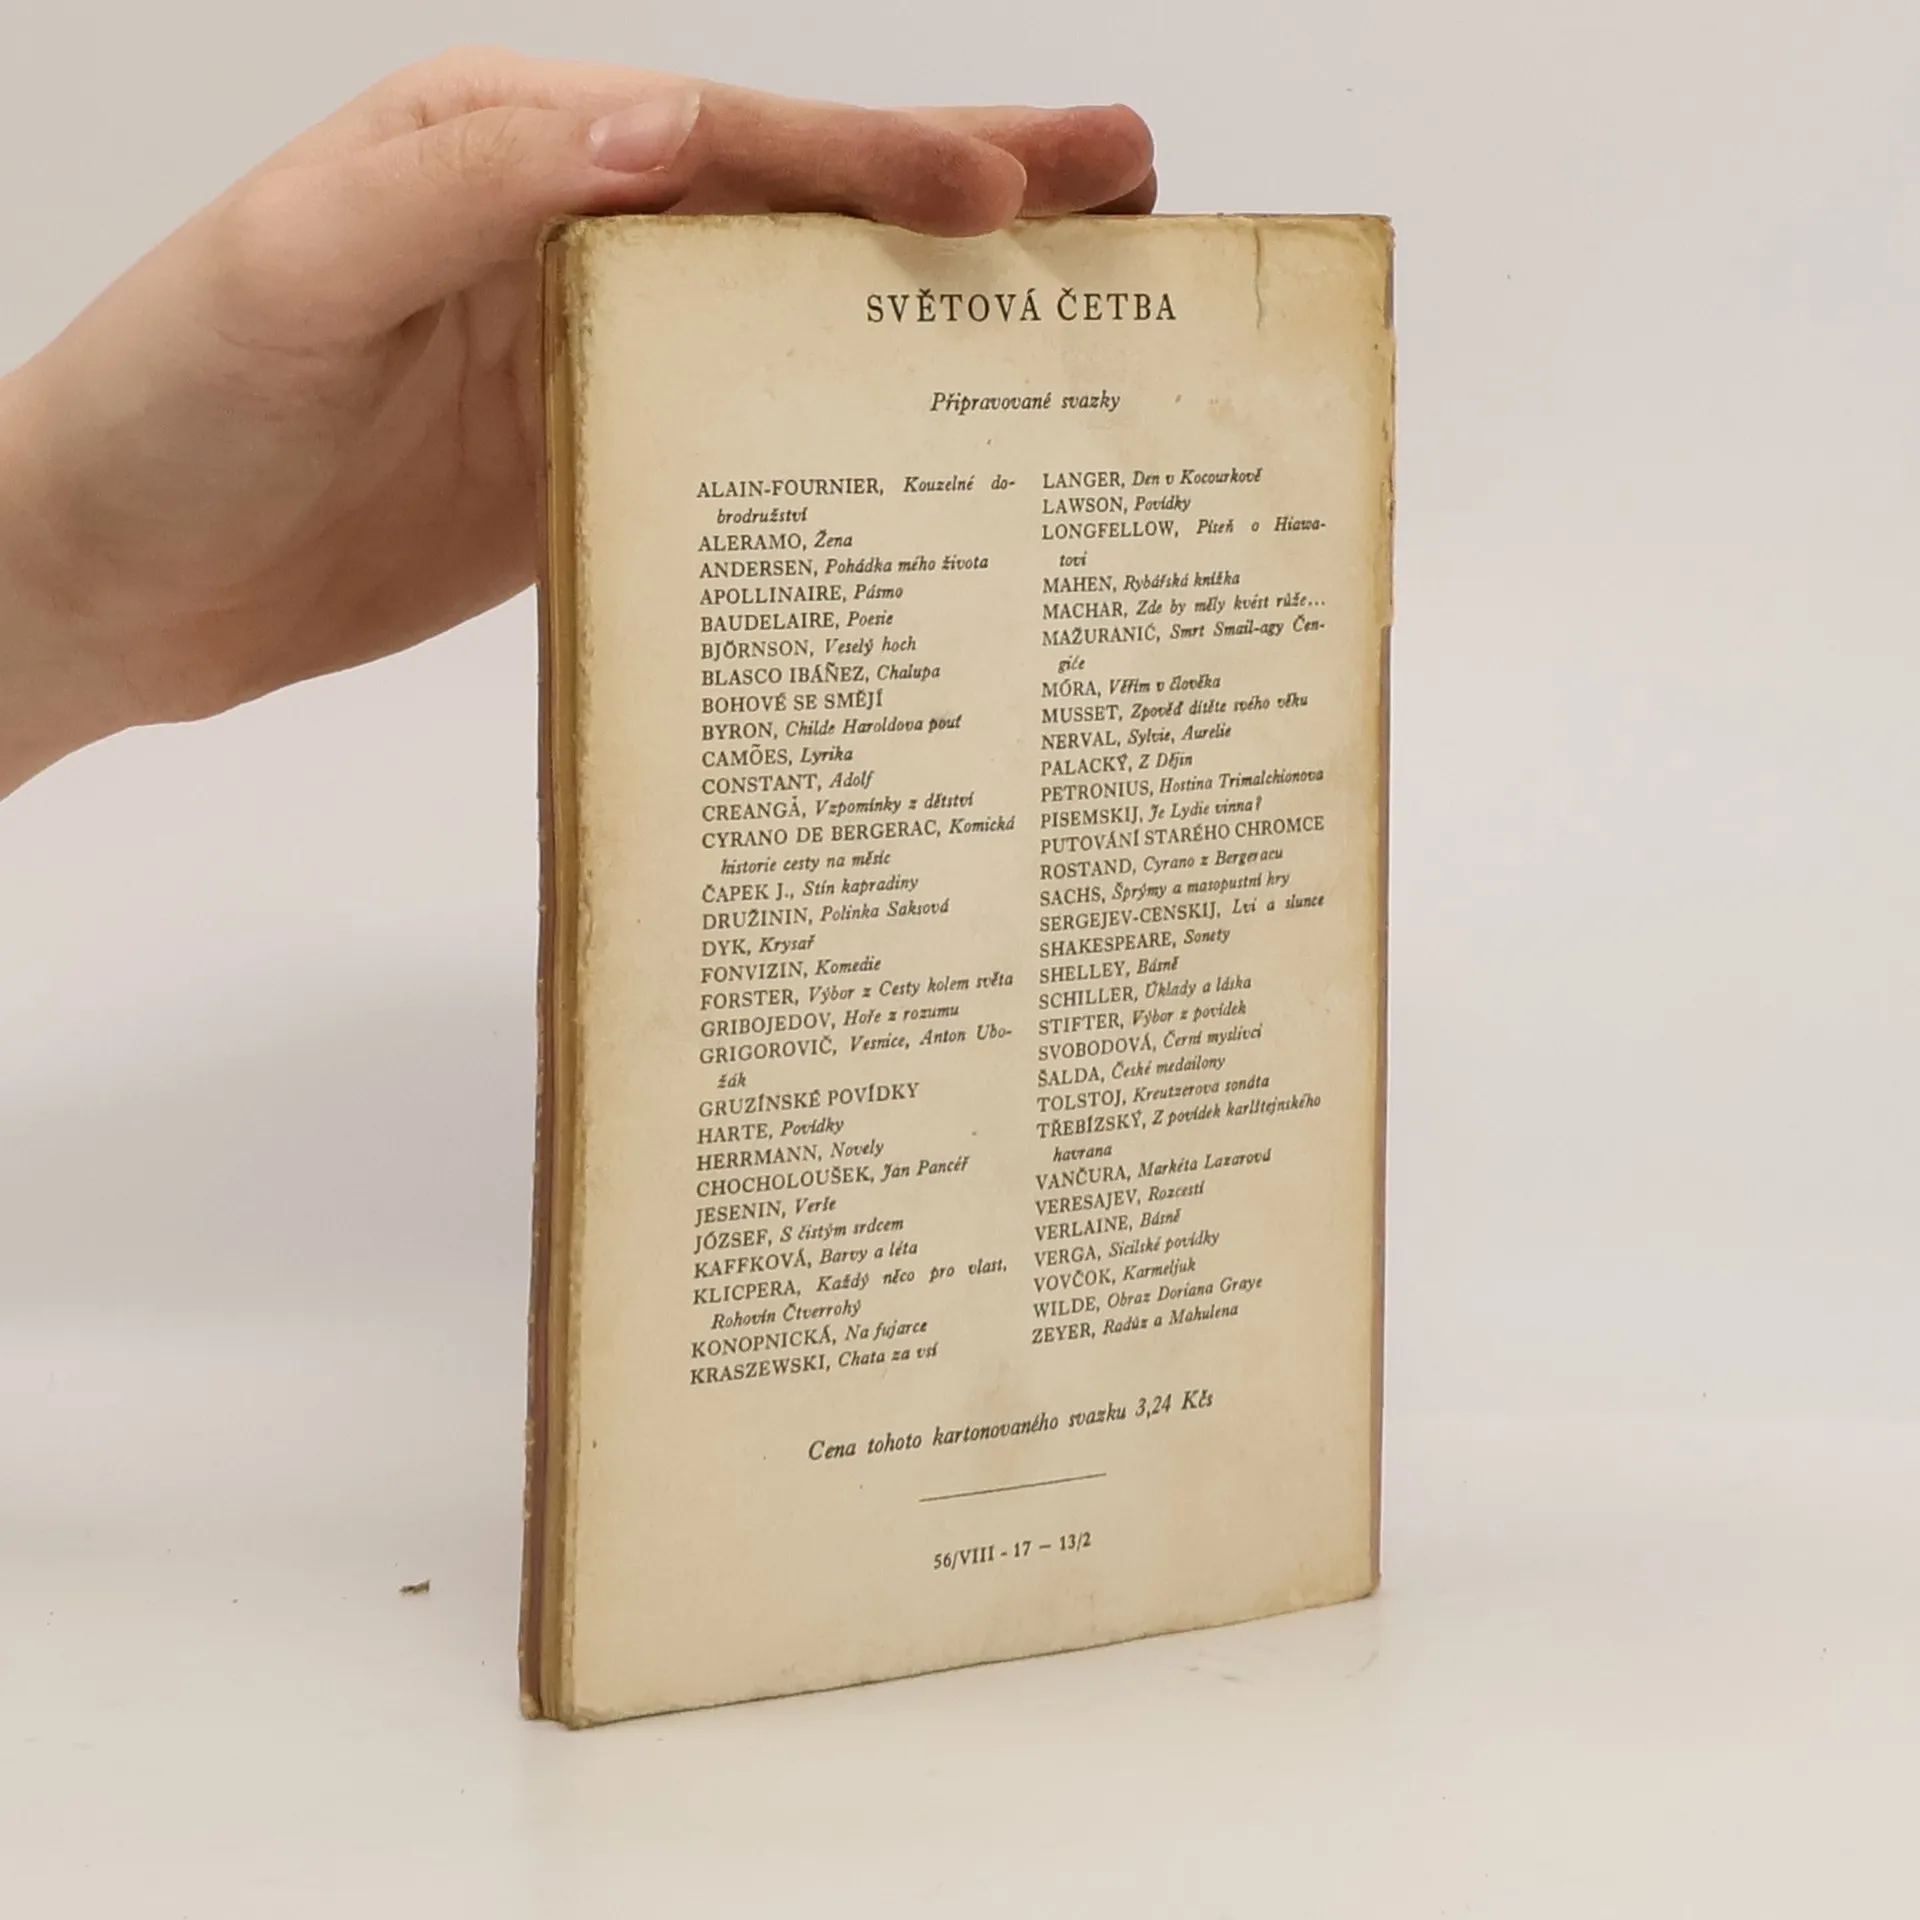 SVĚTOVÁ ČETBA
Připravované svazky
ALAIN-FOURNIER, Kouzelné do-
brodružství
ALERAMO, Žena
ANDERSEN, Pohádka mého života
APOLLINAIRE, Pásmo
BAUDELAIRE, Poesie
BJÖRNSON, Veselý hoch
BLASCO IBÁÑEZ, Chalupa
BOHOVÉ SE SMĚJÍ
BYRON, Childe Haroldova pouť
CAMÕES, Lyrika
CONSTANT, Adolf
CREANGĂ, Vzpomínky z dětství
CYRANO DE BERGERAC, Komická
historie cesty na měsíc
ČAPEK J., Stín kapradiny
DRUŽININ, Polinka Saksová
DYK, Krysař
FONVIZIN, Komedie
FORSTER, Výbor z Cesty kolem světa
GRIBOJEDOV, Hoře z rozumu
GRIGOROVIČ, Vesnice, Anton Ubo-
žák
GRUZÍNSKÉ POVÍDKY
HARTE, Povídky
HERRMANN, Novely
CHOCHOLOUŠEK, Jan Pancéř
JESENIN, Verše
JÓZSEF, S čistým srdcem
KAFFKOVÁ, Barvy a léta
KLICPERA, Každý něco pro vlast,
Rohovín Čtverrohý
KONOPNICKÁ, Na fujarce
KRASZEWSKI, Chata za vsí
LANGER, Den v Kocourkově
LAWSON, Povídky
LONGFELLOW, Píseň o Hiawa-
tovi
MAHEN, Rybářská knížka
MACHAR, Zde by měly kvést růže...
MAŽURANIĆ, Smrt Smail-agy Čen-
giće
MÓRA, Věřím v člověka
MUSSET, Zpověď dítěte svého věku
NERVAL, Sylvie, Aurelie
PALACKÝ, Z Dějin
PETRONIUS, Hostina Trimalchionova
PISEMSKIJ, Je Lydie vinna?
PUTOVÁNÍ STARÉHO CHROMCE
ROSTAND, Cyrano z Bergeracu
SACHS, Šprýmy a masopustní hry
SERGEJEV-CENSKIJ, Lvi a slunce
SHAKESPEARE, Sonety
SHELLEY, Básně
SCHILLER, Úklady a láska
STIFTER, Výbor z povídek
SVOBODOVÁ, Černí myslivci
ŠALDA, České medailony
TOLSTOJ, Kreutzerova sonáta
TŘEBÍZSKÝ, Z povídek karlštejnského
havrana
VANČURA, Markéta Lazarová
VERESAJEV, Rozcestí
VERLAINE, Básně
VERGA, Sicilské povídky
VOVČOK, Karmeljuk
WILDE, Obraz Doriana Graye
ZEYER, Radúz a Mahulena
Cena tohoto kartonovaného svazku 3,24 Kčs
56/VIII - 17 — 13/2